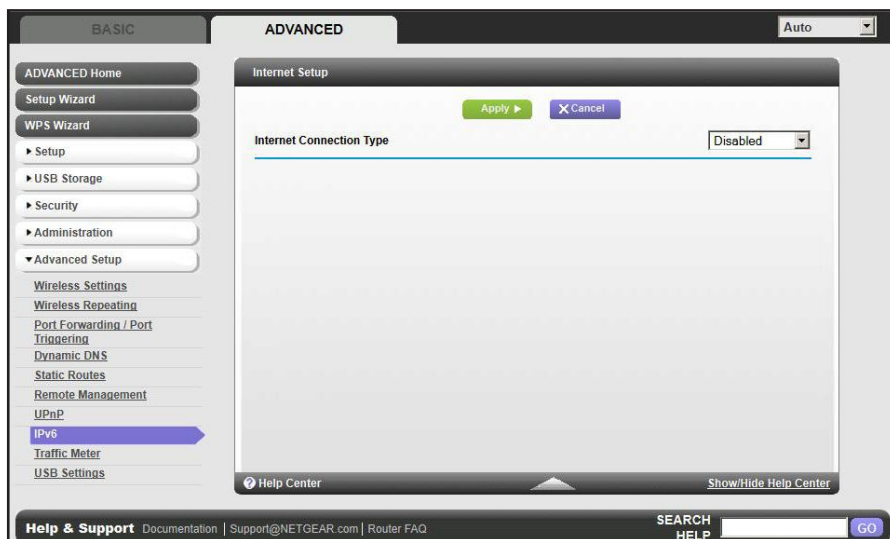 BASIC
ADVANCED
Auto
ADVANCED Home
Setup Wizard
WPS Wizard
Setup
USB Storage
Security
Administration
Advanced Setup
Wireless Settings
Wireless Repeating
Port Forwarding / Port
Triggering
Dynamic DNS
Static Routes
Remote Management
UPnP
IPv6
Traffic Meter
USB Settings
Internet Setup
Apply
Cancel
Internet Connection Type
Disabled
Help Center
Show/Hide Help Center
Help & Support Documentation | Support@NETGEAR.com | Router FAQ
SEARCH
HELP
GO